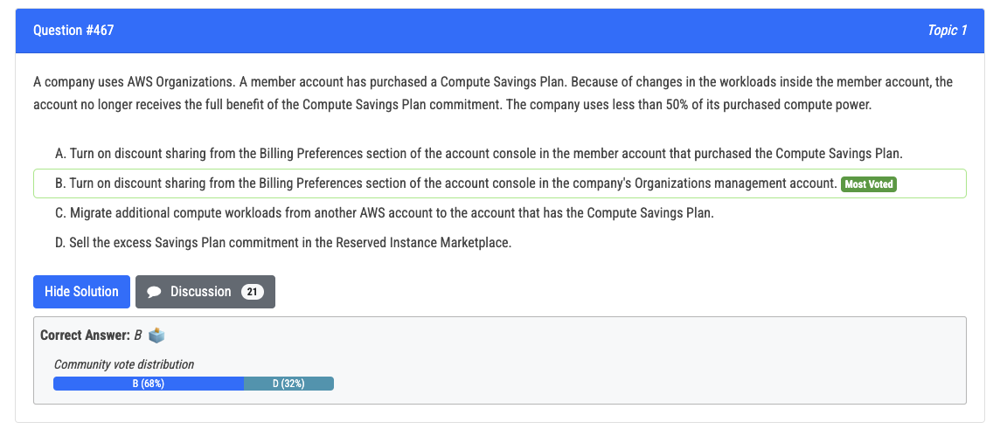 Question #467
Topic 1
A company uses AWS Organizations. A member account has purchased a Compute Savings Plan. Because of changes in the workloads inside the member account, the
account no longer receives the full benefit of the Compute Savings Plan commitment. The company uses less than 50% of its purchased compute power.
A. Turn on discount sharing from the Billing Preferences section of the account console in the member account that purchased the Compute Savings Plan.
B. Turn on discount sharing from the Billing Preferences section of the account console in the company's Organizations management account. Most Voted
C. Migrate additional compute workloads from another AWS account to the account that has the Compute Savings Plan.
D. Sell the excess Savings Plan commitment in the Reserved Instance Marketplace.
Hide Solution
Discussion 21
Correct Answer: B
Community vote distribution
B (68%)
D (32%)